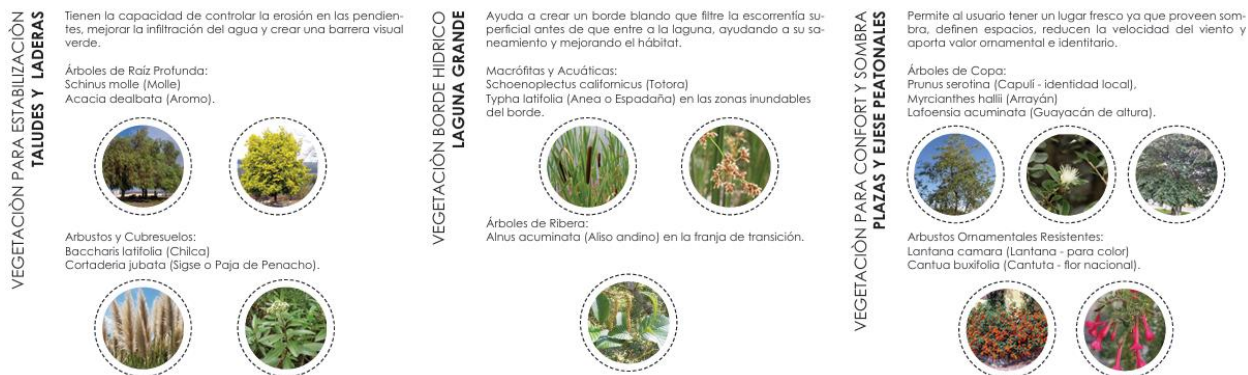 VEGETACIÒN PARA ESTABILIZACIÒN
TALUDES Y LADERAS
Tienen la capacidad de controlar la erosión en las pendien-
tes, mejorar la infiltración del agua y crear una barrera visual
verde.
Árboles de Raíz Profunda:
Schinus molle (Molle)
Acacia dealbata (Aromo).
Arbustos y Cubresuelos:
Baccharis latifolia (Chilca)
Cortaderia jubata (Sigse o Paja de Penacho).
VEGETACIÒN BORDE HIDRICO
LAGUNA GRANDE
Ayuda a crear un borde blando que filtre la escorrentía su-
perficial antes de que entre a la laguna, ayudando a su sa-
neamiento y mejorando el hábitat.
Macrófitas y Acuáticas:
Schoenoplectus californicus (Totora)
Typha latifolia (Anea o Espadaña) en las zonas inundables
del borde.
Árboles de Ribera:
Alnus acuminata (Aliso andino) en la franja de transición.
VEGETACIÒN PARA CONFORT Y SOMBRA
PLAZAS Y EJESE PEATONALES
Permite al usuario tener un lugar fresco ya que proveen som-
bra, definen espacios, reducen la velocidad del viento y
aporta valor ornamental e identitario.
Árboles de Copa:
Prunus serotina (Capulí - identidad local),
Myrcianthes hallii (Arrayán)
Lafoensia acuminata (Guayacán de altura).
Arbustos Ornamentales Resistentes:
Lantana camara (Lantana - para color)
Cantua buxifolia (Cantuta - flor nacional).